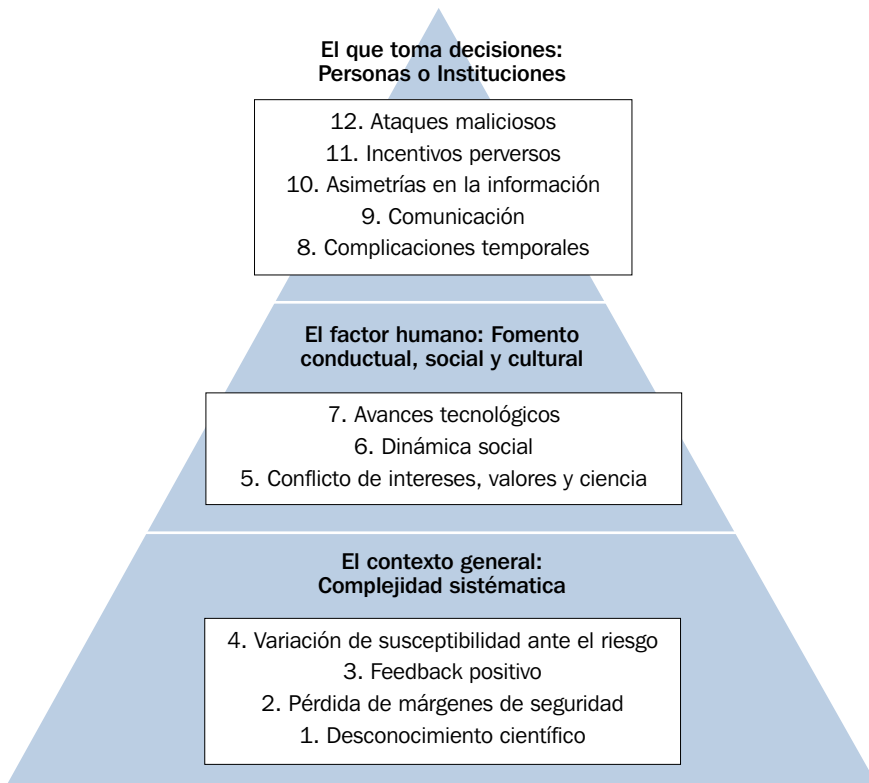 El que toma decisiones:
Personas o Instituciones
12. Ataques maliciosos
11. Incentivos perversos
10. Asimetrías en la información
9. Comunicación
8. Complicaciones temporales
El factor humano: Fomento
conductual, social y cultural
7. Avances tecnológicos
6. Dinámica social
5. Conflicto de intereses, valores y ciencia
El contexto general:
Complejidad sistématica
4. Variación de susceptibilidad ante el riesgo
3. Feedback positivo
2. Pérdida de márgenes de seguridad
1. Desconocimiento científico